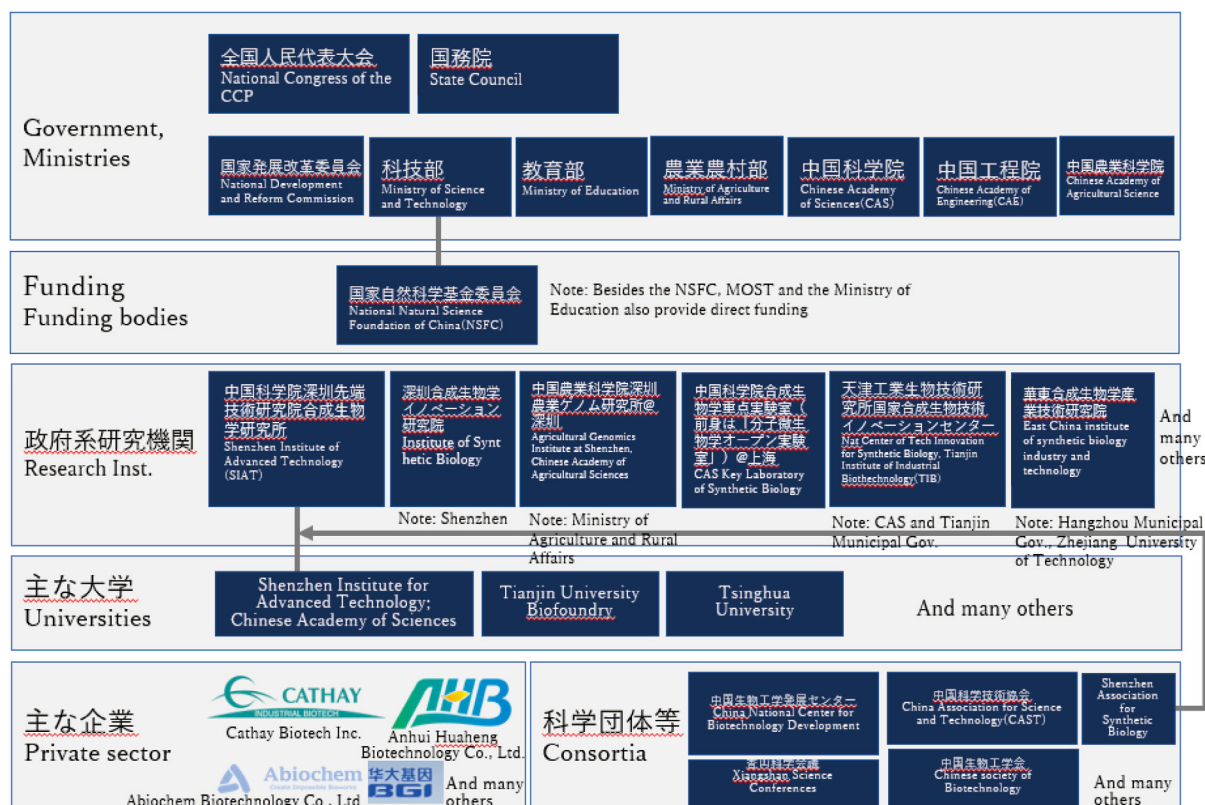 全国人民代表大会
National Congress of the
CCP
国務院
State Council
Government,
Ministries
国家発展改革委員会
National Development
and Reform Commission
科技部
Ministry of Science
and Technology
教育部
Ministry of Education
農業農村部
Ministry of Agriculture
and Rural Affairs
中国科学院
Chinese Academy
of Sciences(CAS)
中国工程院
Chinese Academy of
Engineering(CAE)
中国農業科学院
Chinese Academy of
Agricultural Science
Funding
Funding bodies
国家自然科学基金委員会
National Natural Science
Foundation of China(NSFC)
Note: Besides the NSFC, MOST and the Ministry of
Education also provide direct funding
政府系研究機関
Research Inst.
中国科学院深圳先端
技術研究院合成生物
学研究所
Shenzhen Institute of
Advanced Technology
(SIAT)
深圳合成生物学
イノベーション
研究院
Institute of Synt
hetic Biology
Note: Shenzhen
中国農業科学院深圳
農業ゲノム研究所@
深圳
Agricultural Genomics
Institute at Shenzhen,
Chinese Academy of
Agricultural Sciences
Note: Ministry of
Agriculture and Rural
Affairs
中国科学院合成生
物学重点実験室（
前身は「分子微生
物学オープン実験
室」）@上海
CAS Key Laboratory
of Synthetic Biology
天津工業生物技術研
究所国家合成生物技術
イノベーションセンター
Nat Center of Tech Innovation
for Synthetic Biology, Tianjin
Institute of Industrial
Biothechnology(TIB)
Note: CAS and Tianjin
Municipal Gov.
華東合成生物学産
業技術研究院
East China institute
of synthetic biology
industry and
technology
Note: Hangzhou Municipal
Gov., Zhejiang University
of Technology
And
many
others
主な大学
Universities
Shenzhen Institute for
Advanced Technology;
Chinese Academy of Sciences
Tianjin University
Biofoundry
Tsinghua
University
And many others
主な企業
Private sector
CATHAY
INDUSTRIAL BIOTECH
Cathay Biotech Inc.
AHB
Anhui Huaheng
Biotechnology Co., Ltd.
Abiochem
Create Impossible Bioworks
Abiochem Biotechnology Co., Ltd
华大基因
BGI
And many
others
科学団体等
Consortia
中国生物工学発展センター
China National Center for
Biotechnology Development
中国科学技術協会
China Association for Science
and Technology(CAST)
Shenzhen
Association
for
Synthetic
Biology
香山科学会議
Xiangshan Science
Conferences
中国生物工学会
Chinese society of
Biotechnology
And many
others